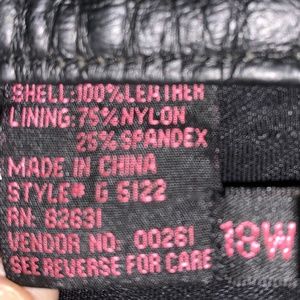 SHELL:100%LEATHER
LINING:75%NYLON
25%SPANDEX
MADE IN CHINA
STYLE# G 5122
RN: 82631
VENDOR NO: 00261
SEE REVERSE FOR CARE
18W